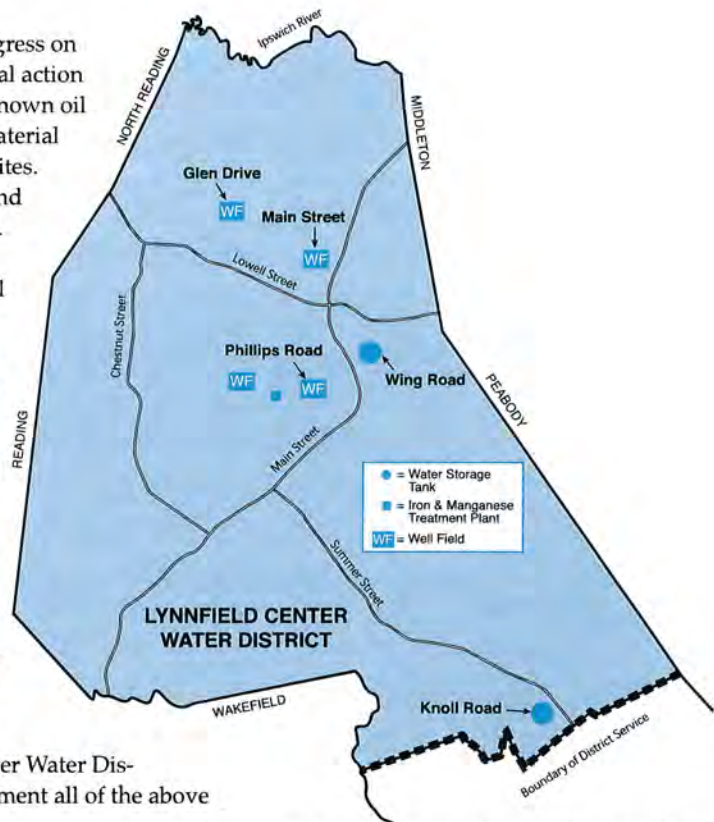 gress on
al action
nown oil
aterial
ites.
nd
l
er Water Dis-
ment all of the above
Ipswich River
NORTH READING
MIDDLETON
Glen Drive
WF
Main Street
WF
Lowell Street
Chestnut Street
Phillips Road
WF
WF
Wing Road
PEABODY
READING
Main Street
= Water Storage
Tank
= Iron & Manganese
Treatment Plant
WF = Well Field
Summer Street
LYNNFIELD CENTER
WATER DISTRICT
WAKEFIELD
Knoll Road
Boundary of District Service